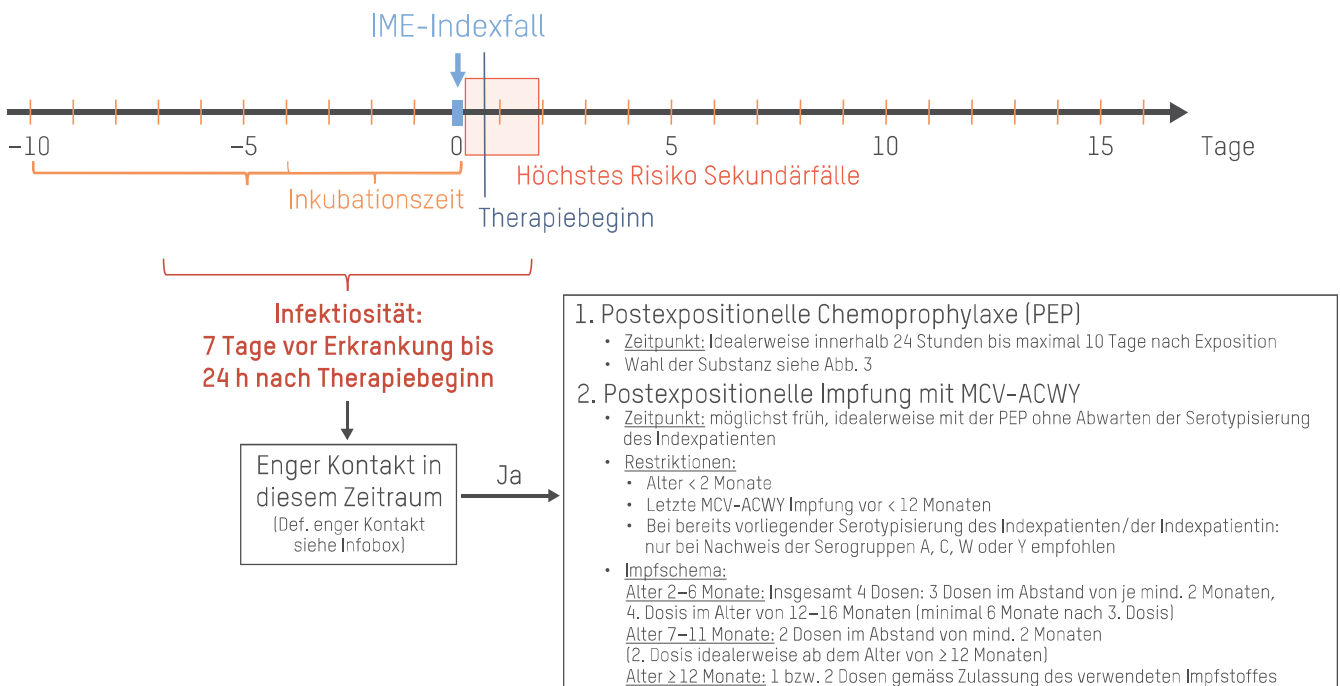 IME-Indexfall
–10 –5 0 5 10 15 Tage
Höchstes Risiko Sekundärfälle
Inkubationszeit
Therapiebeginn
Infektiosität:
7 Tage vor Erkrankung bis
24 h nach Therapiebeginn
Enger Kontakt in
diesem Zeitraum
(Def. enger Kontakt
siehe Infobox)
Ja
1. Postexpositionelle Chemoprophylaxe (PEP)
• Zeitpunkt: Idealerweise innerhalb 24 Stunden bis maximal 10 Tage nach Exposition
• Wahl der Substanz siehe Abb. 3
2. Postexpositionelle Impfung mit MCV-ACWY
• Zeitpunkt: möglichst früh, idealerweise mit der PEP ohne Abwarten der Serotypisierung
des Indexpatienten
• Restriktionen:
• Alter < 2 Monate
• Letzte MCV-ACWY Impfung vor < 12 Monaten
• Bei bereits vorliegender Serotypisierung des Indexpatienten/der Indexpatientin:
nur bei Nachweis der Serogruppen A, C, W oder Y empfohlen
• Impfschema:
Alter 2–6 Monate: Insgesamt 4 Dosen: 3 Dosen im Abstand von je mind. 2 Monaten,
4. Dosis im Alter von 12–16 Monaten (minimal 6 Monate nach 3. Dosis)
Alter 7–11 Monate: 2 Dosen im Abstand von mind. 2 Monaten
(2. Dosis idealerweise ab dem Alter von ≥ 12 Monaten)
Alter ≥ 12 Monate: 1 bzw. 2 Dosen gemäss Zulassung des verwendeten Impfstoffes